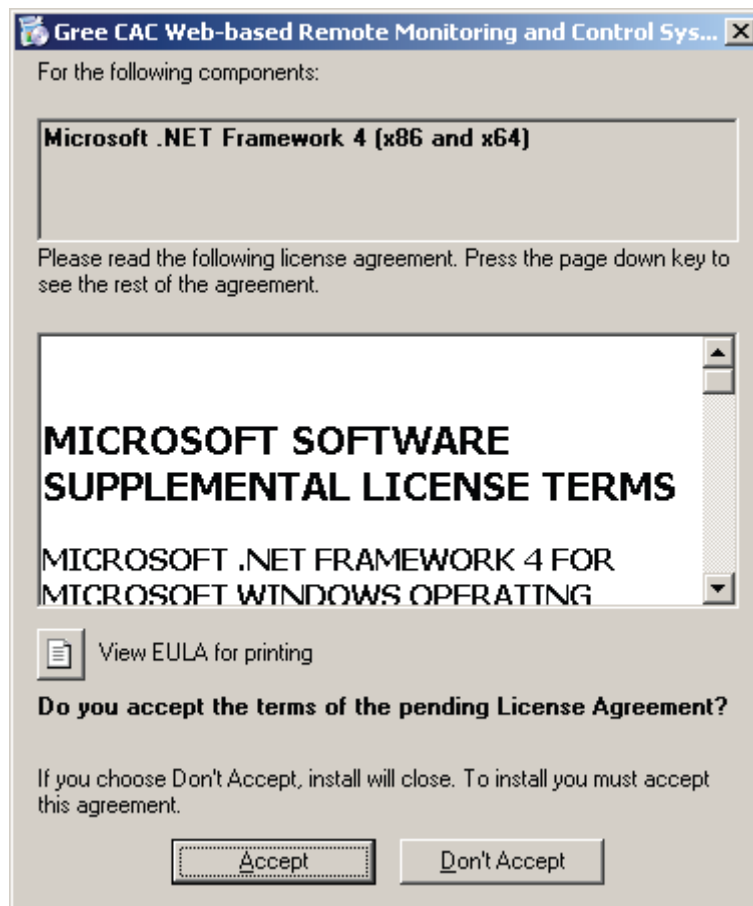 Gree CAC Web-based Remote Monitoring and Control Sys...
For the following components:
Microsoft .NET Framework 4 (x86 and x64)
Please read the following license agreement. Press the page down key to
see the rest of the agreement.
MICROSOFT SOFTWARE
SUPPLEMENTAL LICENSE TERMS
MICROSOFT .NET FRAMEWORK 4 FOR
MICROSOFT WINDOWS OPERATING
View EULA for printing
Do you accept the terms of the pending License Agreement?
If you choose Don't Accept, install will close. To install you must accept
this agreement.
Accept
Don't Accept